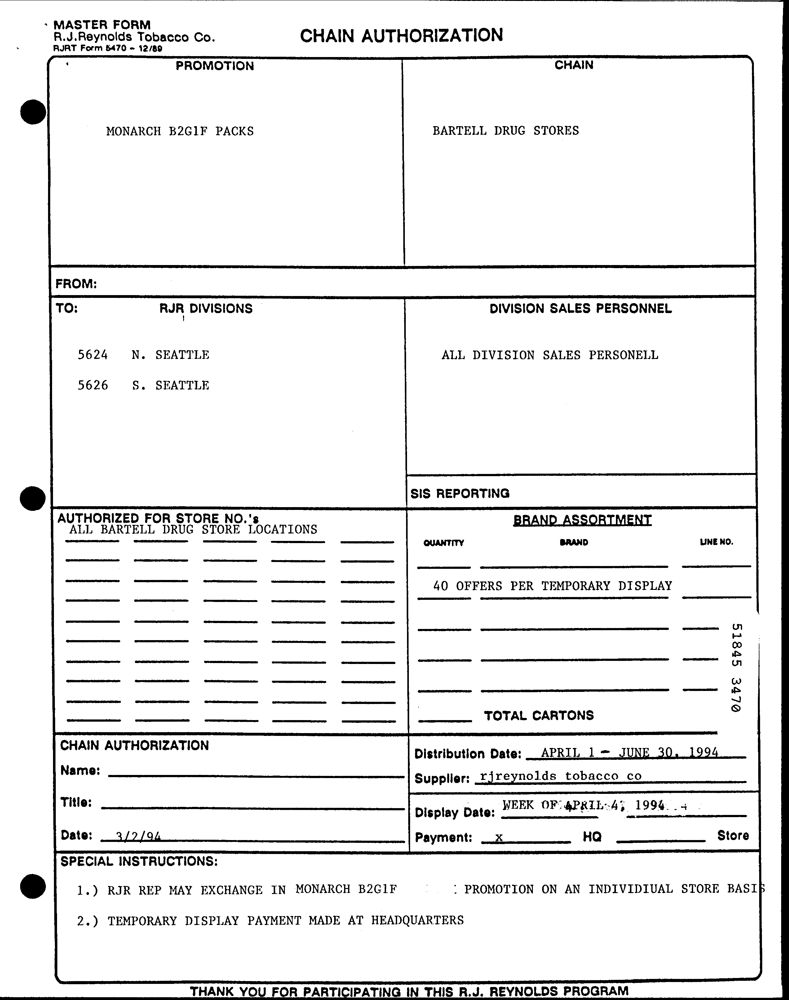 MASTER FORM
R.J.Reynolds Tobacco Co.
RJRT Form 5470 - 12/89
CHAIN AUTHORIZATION
PROMOTION
CHAIN
MONARCH B2G1F PACKS
BARTELL DRUG STORES
FROM:
TO: RJR DIVISIONS
DIVISION SALES PERSONNEL
5624 N. SEATTLE
ALL DIVISION SALES PERSONELL
5626 S. SEATTLE
SIS REPORTING
AUTHORIZED FOR STORE NO.'s
ALL BARTELL DRUG STORE LOCATIONS
BRAND ASSORTMENT
QUANTITY BRAND LINE NO.
40 OFFERS PER TEMPORARY DISPLAY
51845 3470
TOTAL CARTONS
CHAIN AUTHORIZATION
Name:
Title:
Date: 3/2/94
Distribution Date: APRIL 1 - JUNE 30, 1994
Supplier: rjreynolds tobacco co
Display Date: WEEK OF APRIL 4, 1994
Payment: x HQ Store
SPECIAL INSTRUCTIONS:
1.) RJR REP MAY EXCHANGE IN MONARCH B2G1F : PROMOTION ON AN INDIVIDIUAL STORE BASIS
2.) TEMPORARY DISPLAY PAYMENT MADE AT HEADQUARTERS
THANK YOU FOR PARTICIPATING IN THIS R.J. REYNOLDS PROGRAM